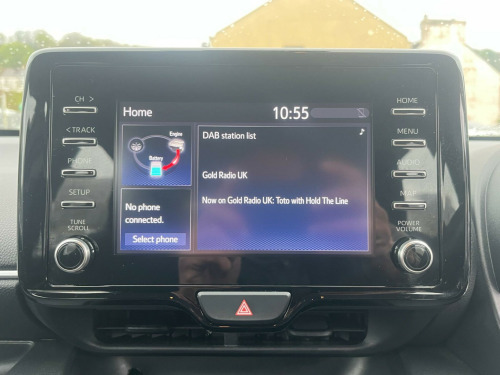 CH >
< TRACK
PHONE
SETUP
TUNE
SCROLL
Home
10:55
Engine
Battery
No phone
connected.
Select phone
DAB station list
Gold Radio UK
Now on Gold Radio UK: Toto with Hold The Line
HOME
MENU
AUDIO
MAP
POWER
VOLUME